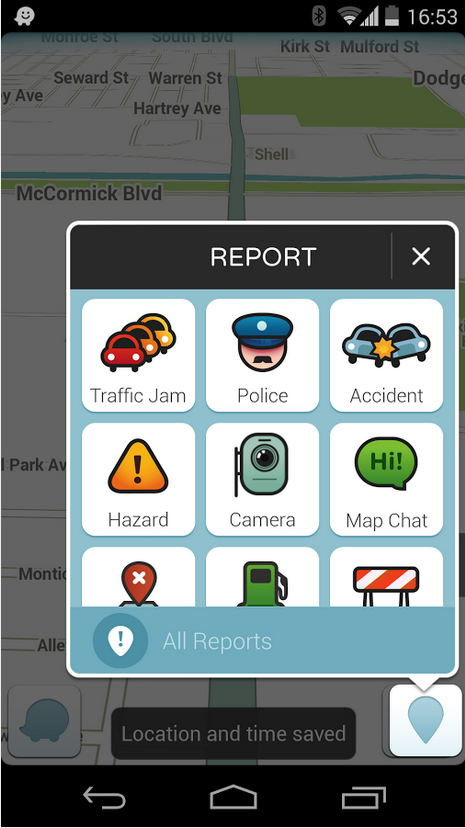 16:53
Monroe St
South Blvd
Kirk St
Mulford St
Seward St
Warren St
Dodge
y Ave
Hartrey Ave
Shell
McCormick Blvd
REPORT
Traffic Jam
Police
Accident
Hi!
Hazard
Camera
Map Chat
l Park Av
Montic
All Reports
Alle
Location and time saved